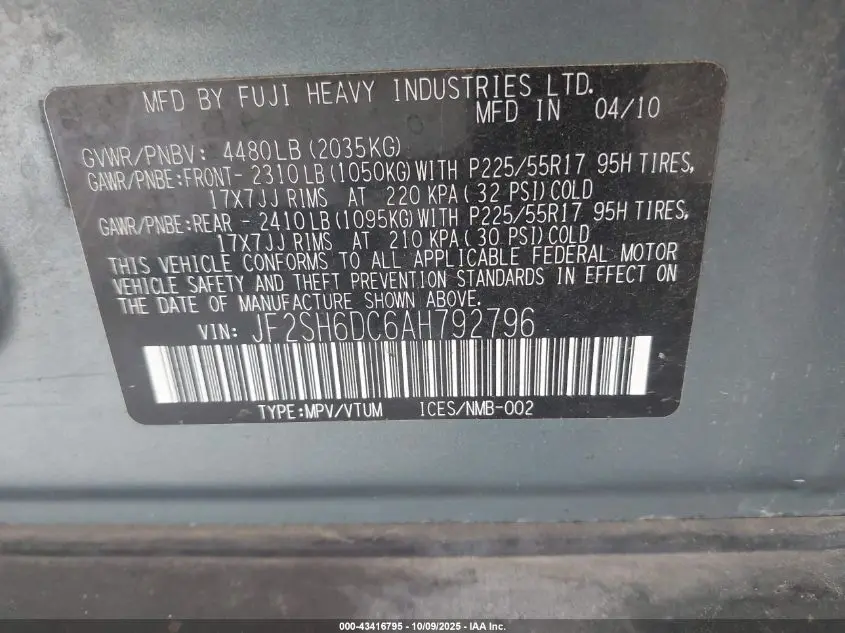 MFD BY FUJI HEAVY INDUSTRIES LTD.
MFD IN 04/10
GVWR/PNBV: 4480LB (2035KG)
GAWR/PNBE:FRONT- 2310LB (1050KG) WITH P225/55R17 95H TIRES,
17X7JJ RIMS AT 220 KPA( 32 PSI) COLD
GAWR/PNBE:REAR - 2410LB (1095KG) WITH P225/55R17 95H TIRES,
17X7JJ RIMS AT 210 KPA( 30 PSI) COLD
THIS VEHICLE CONFORMS TO ALL APPLICABLE FEDERAL MOTOR
VEHICLE SAFETY AND THEFT PREVENTION STANDARDS IN EFFECT ON
THE DATE OF MANUFACTURE SHOWN ABOVE.
VIN: JF2SH6DC6AH792796
TYPE:MPV/VTUM ICES/NMB-002
000-43416795 - 10/09/2025 - IAA Inc.